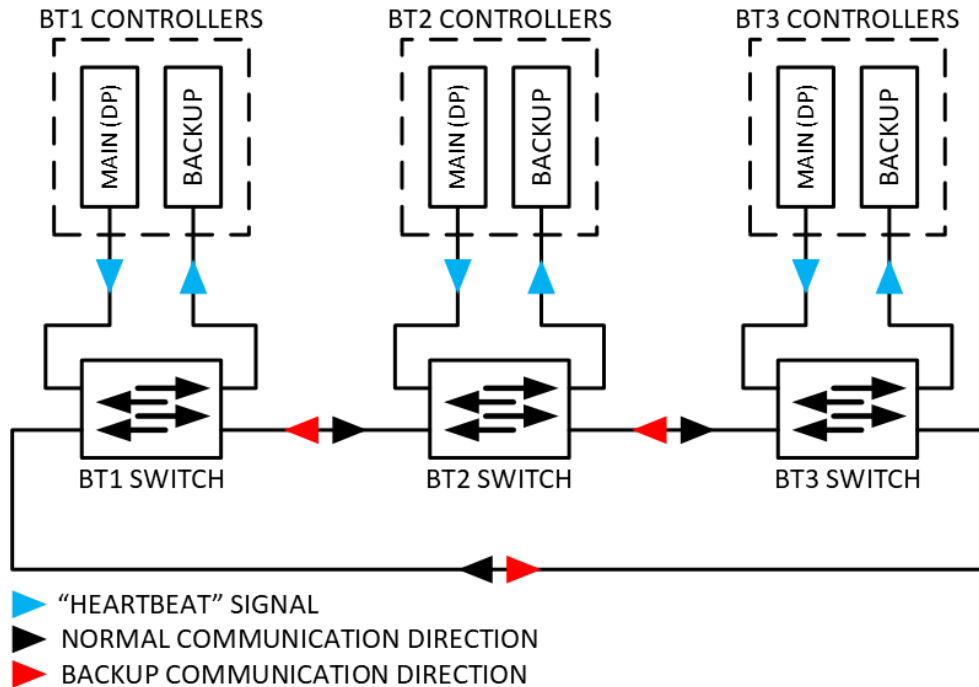 BT1 CONTROLLERS
BT2 CONTROLLERS
BT3 CONTROLLERS
MAIN (DP)
BACKUP
MAIN (DP)
BACKUP
MAIN (DP)
BACKUP
BT1 SWITCH
BT2 SWITCH
BT3 SWITCH
“HEARTBEAT” SIGNAL
NORMAL COMMUNICATION DIRECTION
BACKUP COMMUNICATION DIRECTION